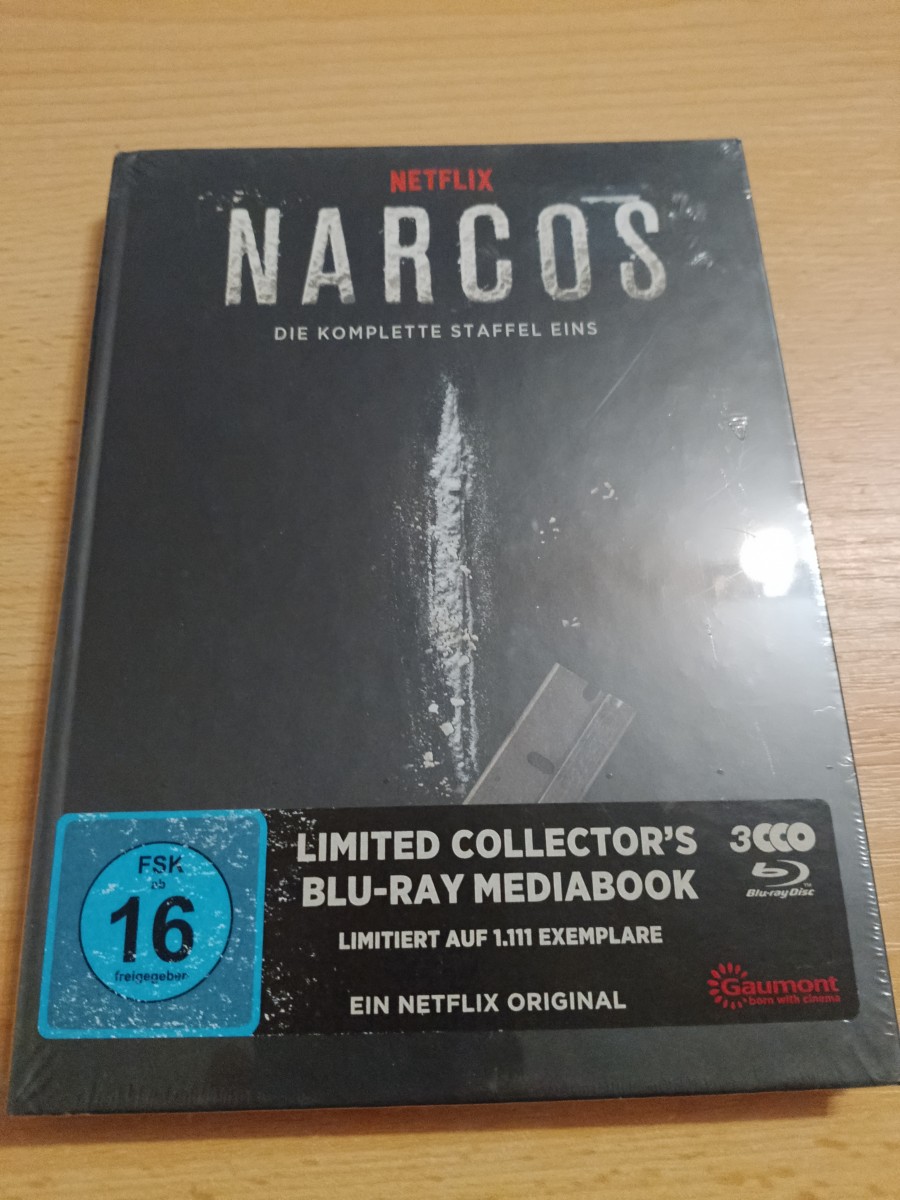 NETFLIX
NARCOS
DIE KOMPLETTE STAFFEL EINS
FSK
ab
16
freigegeben
LIMITED COLLECTOR'S
BLU-RAY MEDIABOOK
LIMITIERT AUF 1.111 EXEMPLARE
EIN NETFLIX ORIGINAL
3
Blu-ray Disc
Gaumont
born with cinema